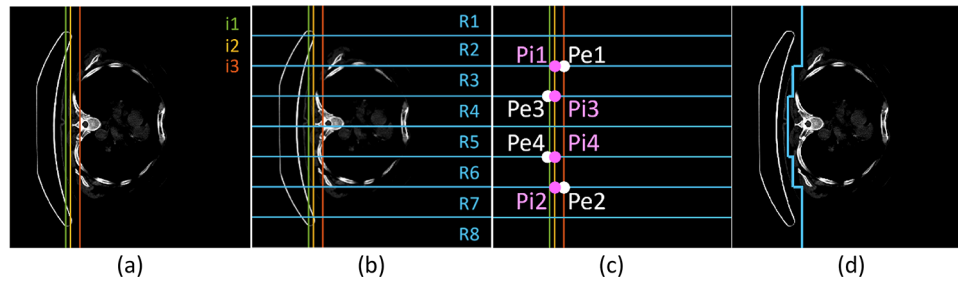 i1
i2
i3
R1
R2
R3
R4
R5
R6
R7
R8
Pi1 Pe1
Pe3 Pi3
Pe4 Pi4
Pi2 Pe2
(a) (b) (c) (d)